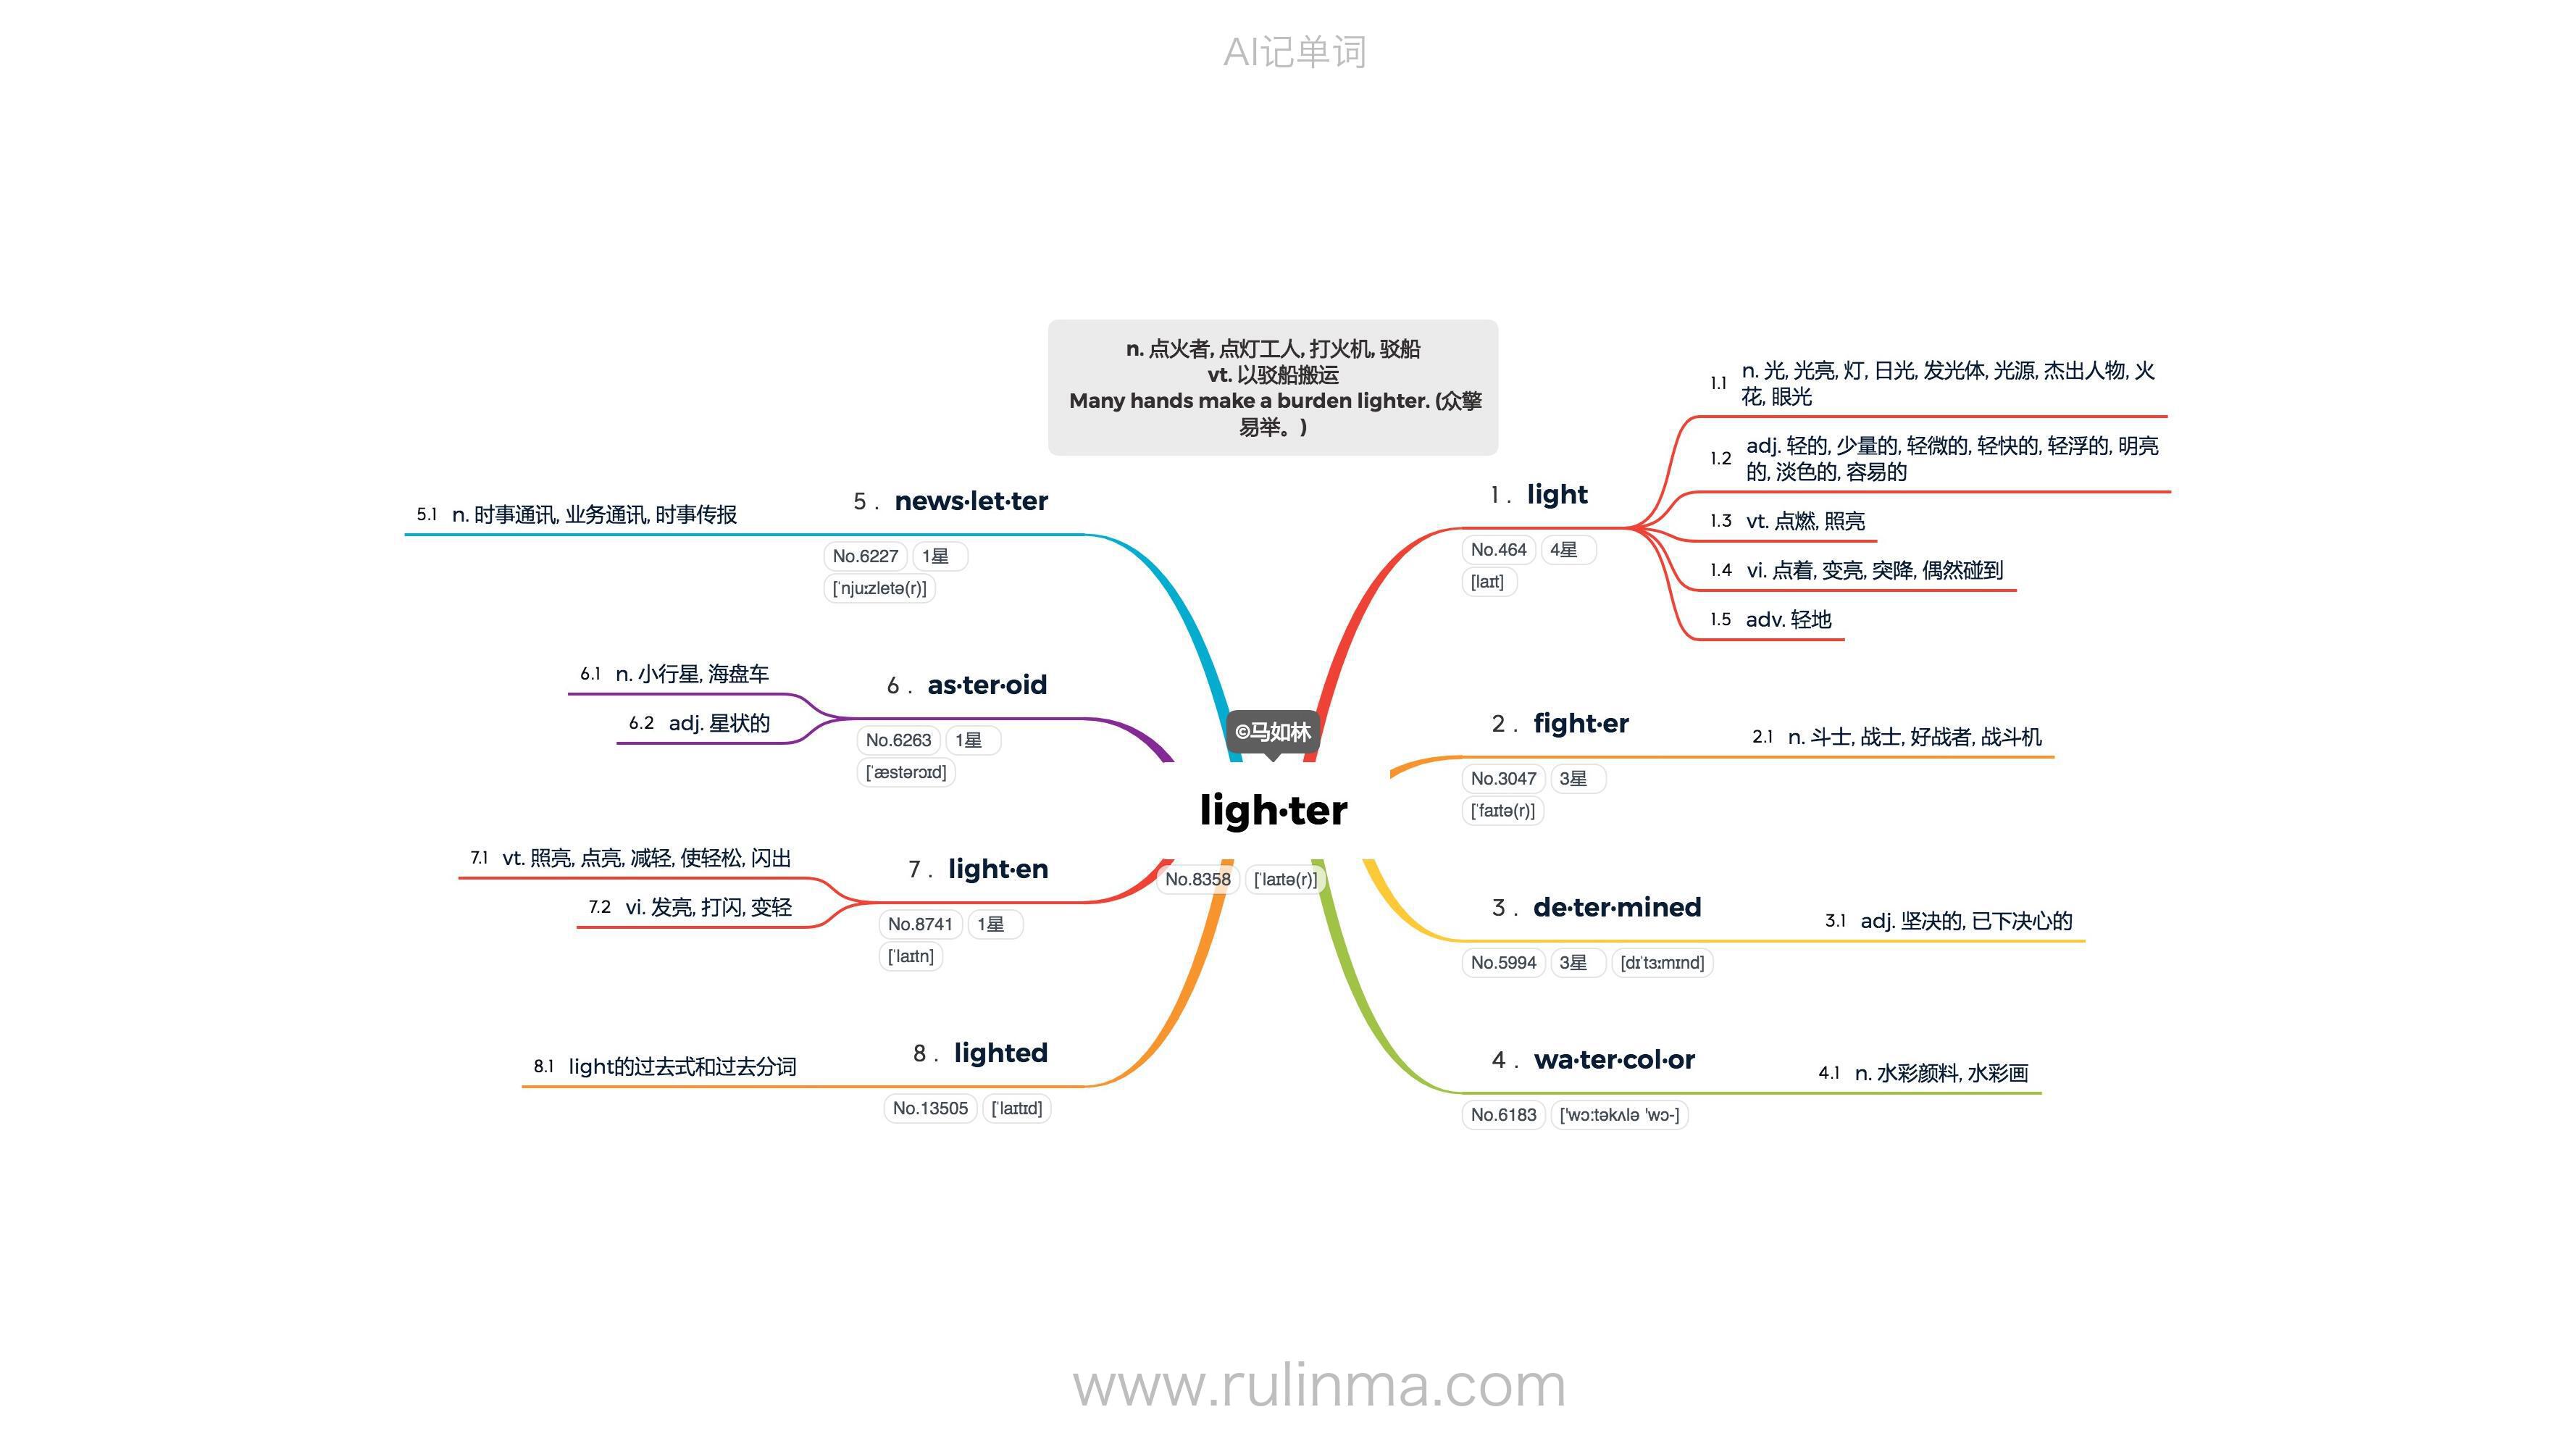 AI记单词
n. 点火者, 点灯工人, 打火机, 驳船
vt. 以驳船搬运
Many hands make a burden lighter. (众擎
易举。)
©马如林
ligh·ter
No.8358 [ˈlaɪtə(r)]
1 . light
No.464 4星
[laɪt]
1.1 n. 光, 光亮, 灯, 日光, 发光体, 光源, 杰出人物, 火
花, 眼光
1.2 adj. 轻的, 少量的, 轻微的, 轻快的, 轻浮的, 明亮
的, 淡色的, 容易的
1.3 vt. 点燃, 照亮
1.4 vi. 点着, 变亮, 突降, 偶然碰到
1.5 adv. 轻地
2 . fight·er
No.3047 3星
[ˈfaɪtə(r)]
2.1 n. 斗士, 战士, 好战者, 战斗机
3 . de·ter·mined
No.5994 3星 [dɪˈtɜːmɪnd]
3.1 adj. 坚决的, 已下决心的
4 . wa·ter·col·or
No.6183 ['wɔːtəkʌlə 'wɔ-]
4.1 n. 水彩颜料, 水彩画
5 . news·let·ter
No.6227 1星
[ˈnjuːzletə(r)]
5.1 n. 时事通讯, 业务通讯, 时事传报
6 . as·ter·oid
No.6263 1星
[ˈæstərɔɪd]
6.1 n. 小行星, 海盘车
6.2 adj. 星状的
7 . light·en
No.8741 1星
[ˈlaɪtn]
7.1 vt. 照亮, 点亮, 减轻, 使轻松, 闪出
7.2 vi. 发亮, 打闪, 变轻
8 . lighted
No.13505 [ˈlaɪtɪd]
8.1 light的过去式和过去分词
www.rulinma.com